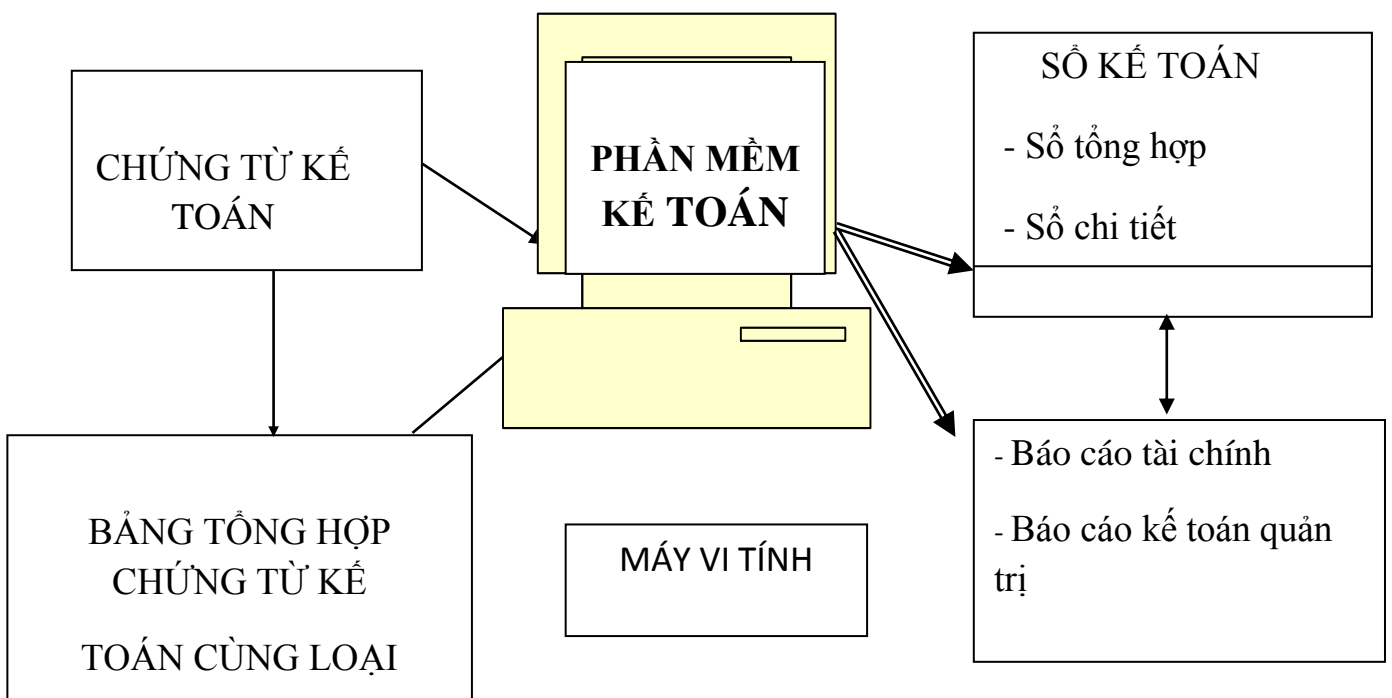 CHỨNG TỪ KẾ
TOÁN
PHẦN MỀM
KẾ TOÁN
SỔ KẾ TOÁN
- Sổ tổng hợp
- Sổ chi tiết
BẢNG TỔNG HỢP
CHỨNG TỪ KẾ
TOÁN CÙNG LOẠI
MÁY VI TÍNH
- Báo cáo tài chính
- Báo cáo kế toán quản
trị